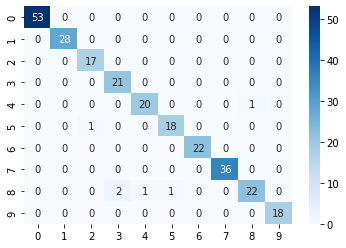 0 53 0 0 0 0 0 0 0 0 0
1 0 28 0 0 0 0 0 0 0 0
2 0 0 17 0 0 0 0 0 0 0
3 0 0 0 21 0 0 0 0 0 0
4 0 0 0 0 20 0 0 0 1 0
5 0 0 1 0 0 18 0 0 0 0
6 0 0 0 0 0 0 22 0 0 0
7 0 0 0 0 0 0 0 36 0 0
8 0 0 0 2 1 1 0 0 22 0
9 0 0 0 0 0 0 0 0 0 18
0 1 2 3 4 5 6 7 8 9
50
40
30
20
10
0